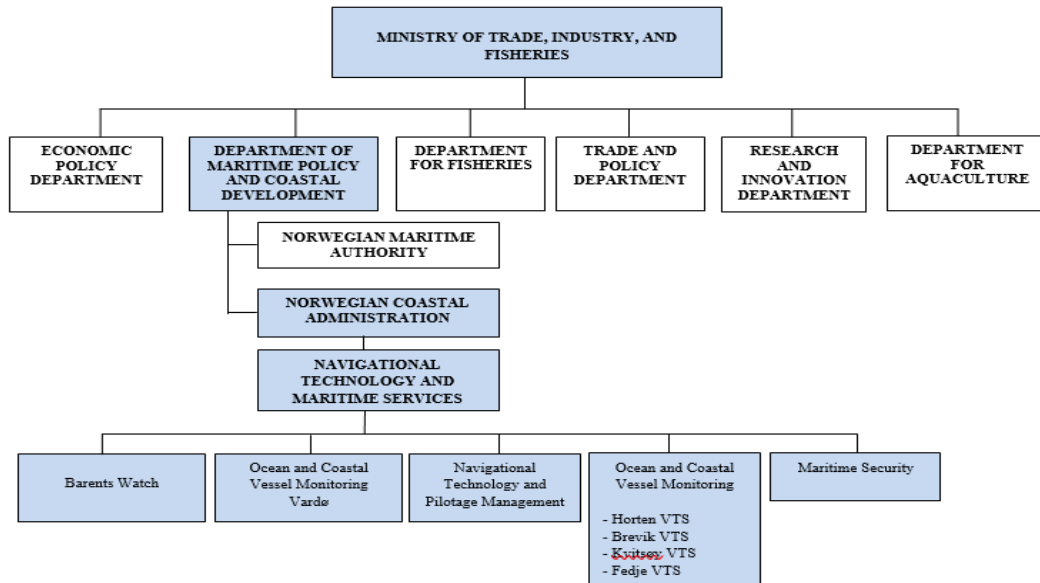 MINISTRY OF TRADE, INDUSTRY, AND
FISHERIES
ECONOMIC
POLICY
DEPARTMENT
DEPARTMENT OF
MARITIME POLICY
AND COASTAL
DEVELOPMENT
DEPARTMENT
FOR FISHERIES
TRADE AND
POLICY
DEPARTMENT
RESEARCH
AND
INNOVATION
DEPARTMENT
DEPARTMENT
FOR
AQUACULTURE
NORWEGIAN MARITIME
AUTHORITY
NORWEGIAN COASTAL
ADMINISTRATION
NAVIGATIONAL
TECHNOLOGY AND
MARITIME SERVICES
Barents Watch
Ocean and Coastal
Vessel Monitoring
Vardø
Navigational
Technology and
Pilotage Management
Ocean and Coastal
Vessel Monitoring
- Horten VTS
- Brevik VTS
- Kvitsøy VTS
- Fedje VTS
Maritime Security